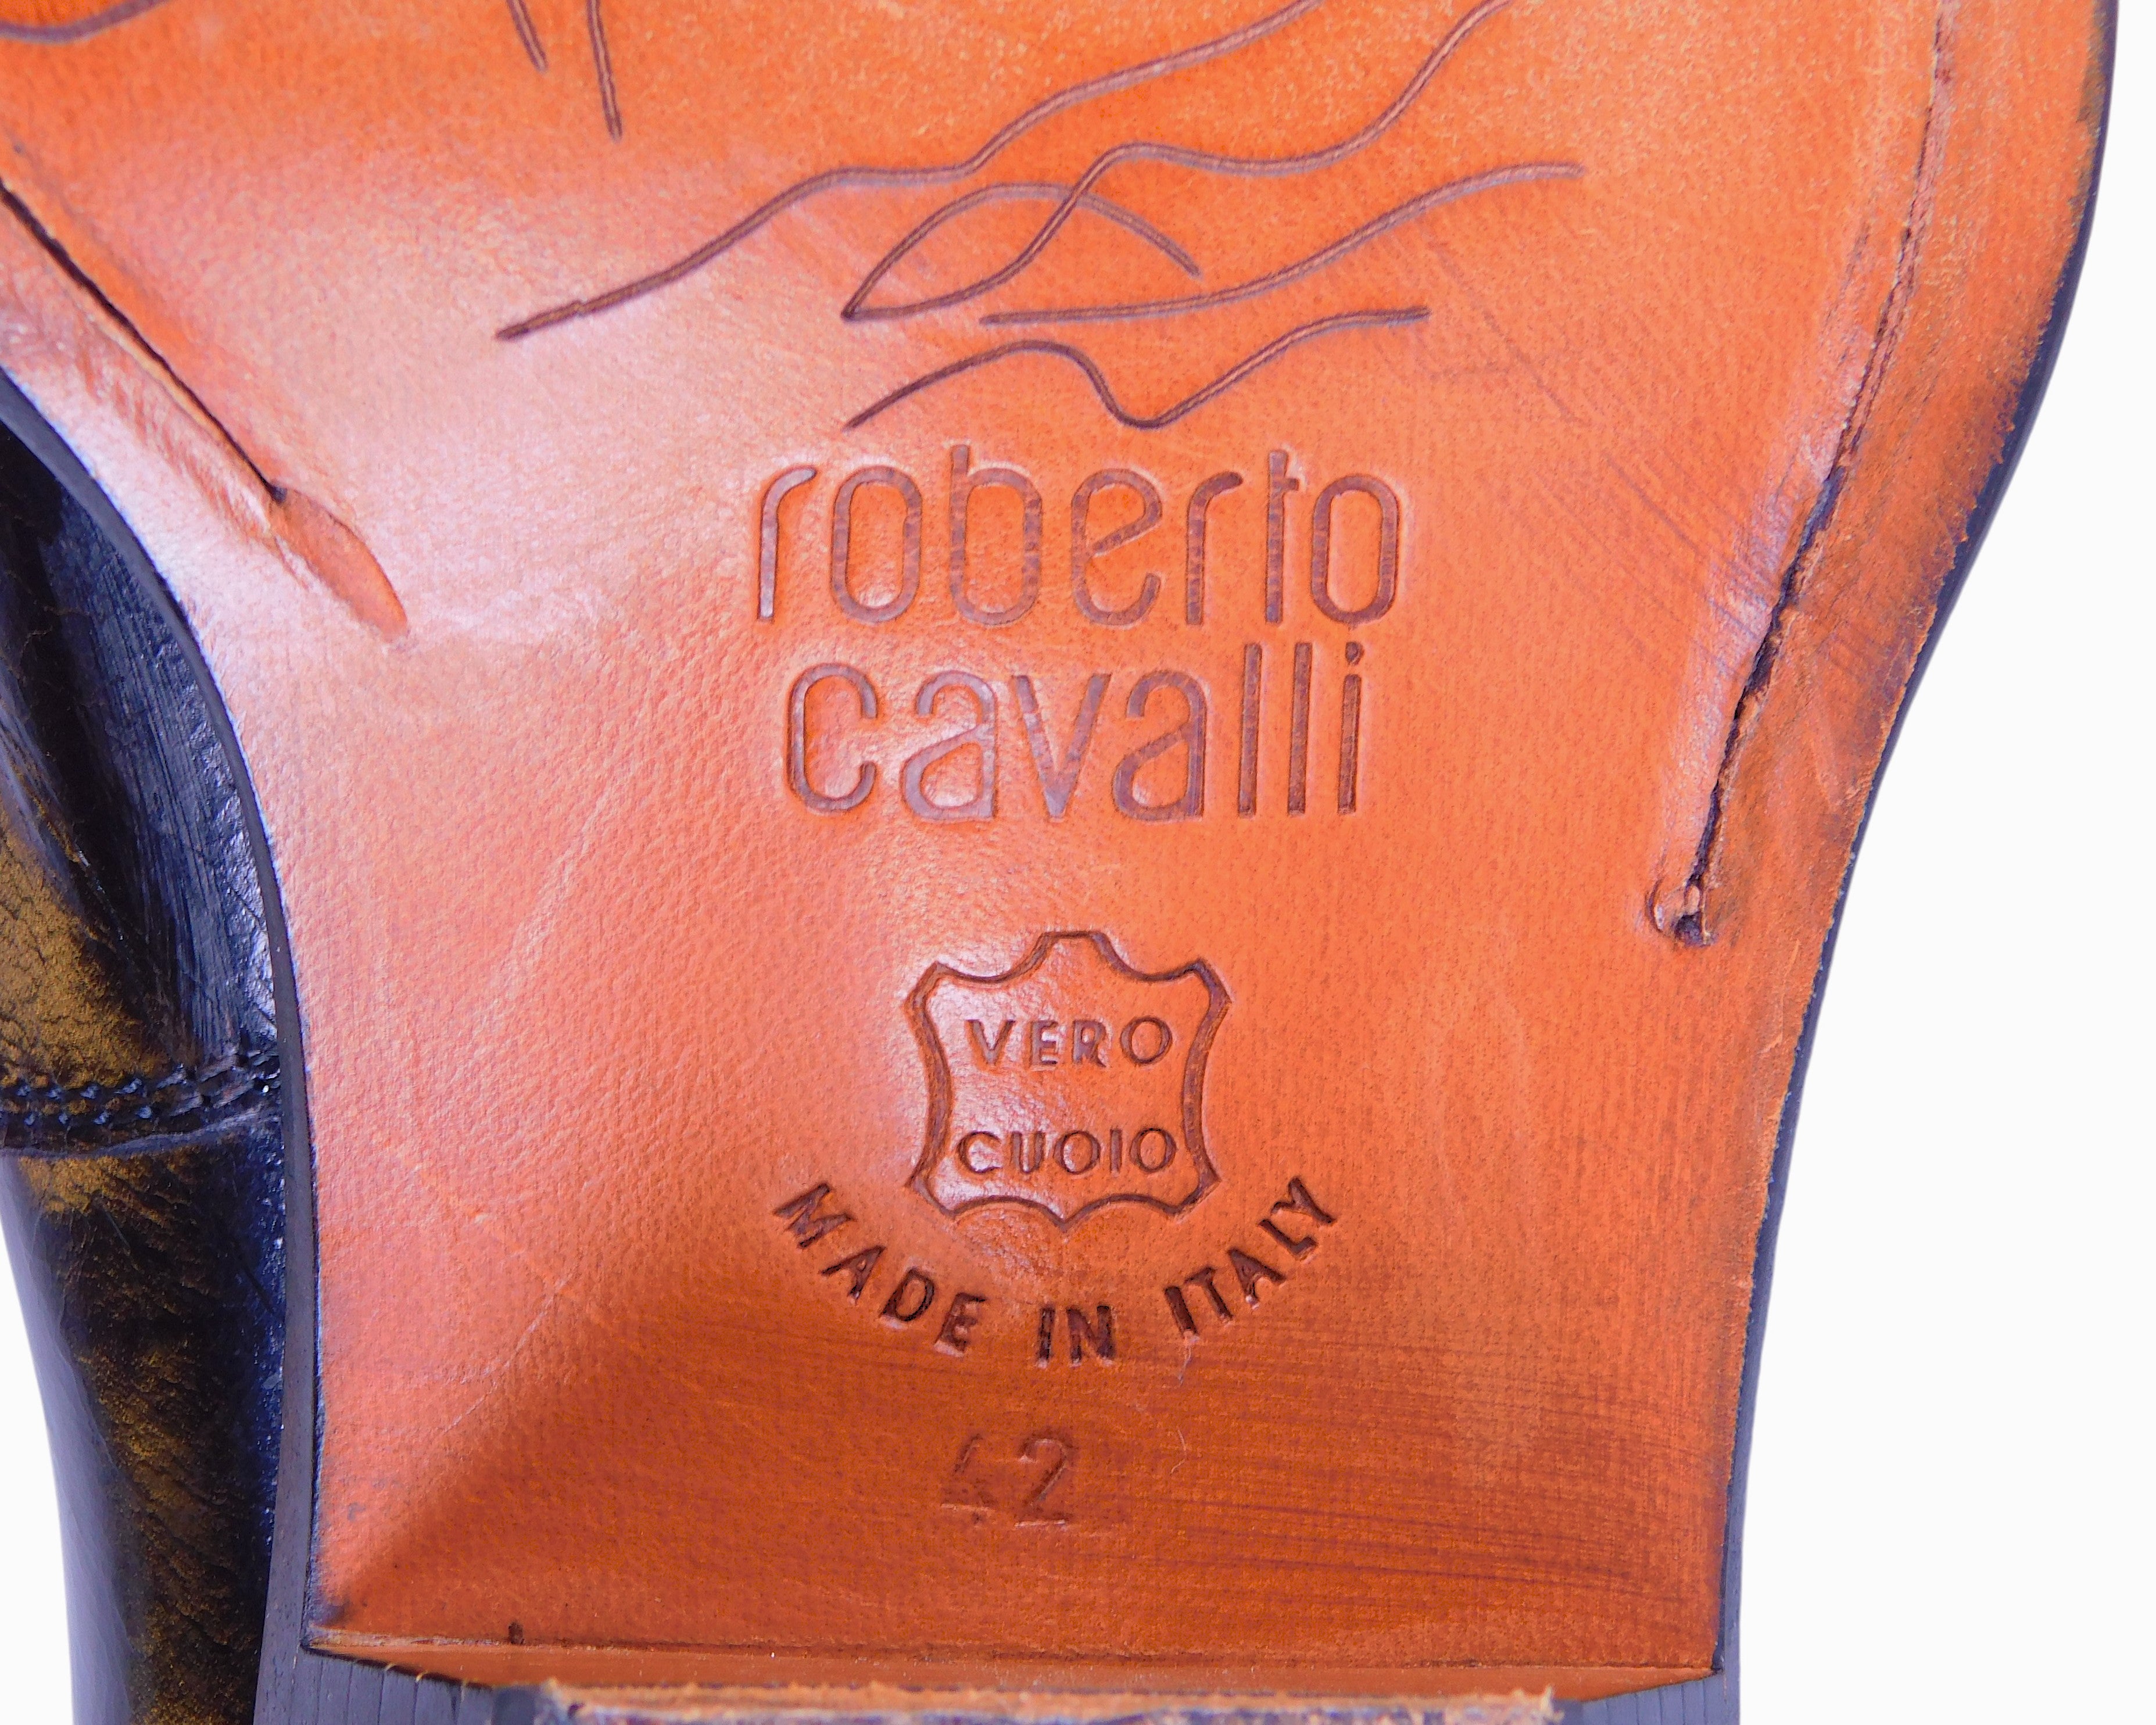 roberto
cavalli
VERO
CUOIO
MADE IN ITALY
42